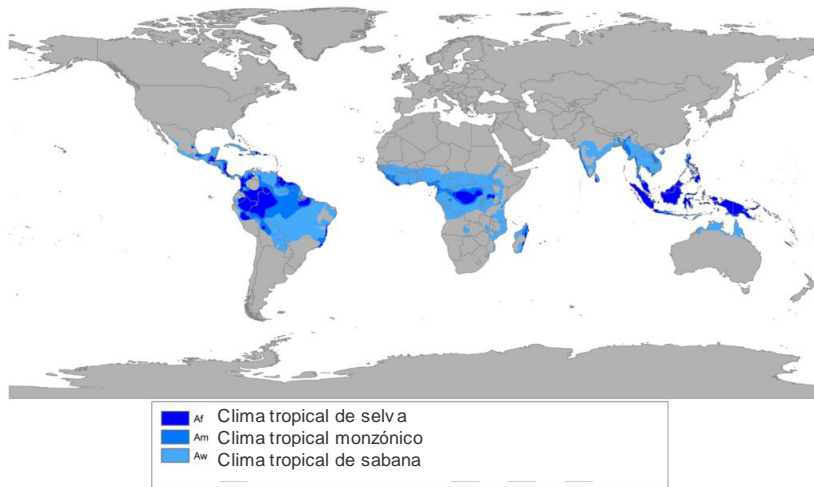 Af Clima tropical de selva
Am Clima tropical monzónico
Aw Clima tropical de sabana